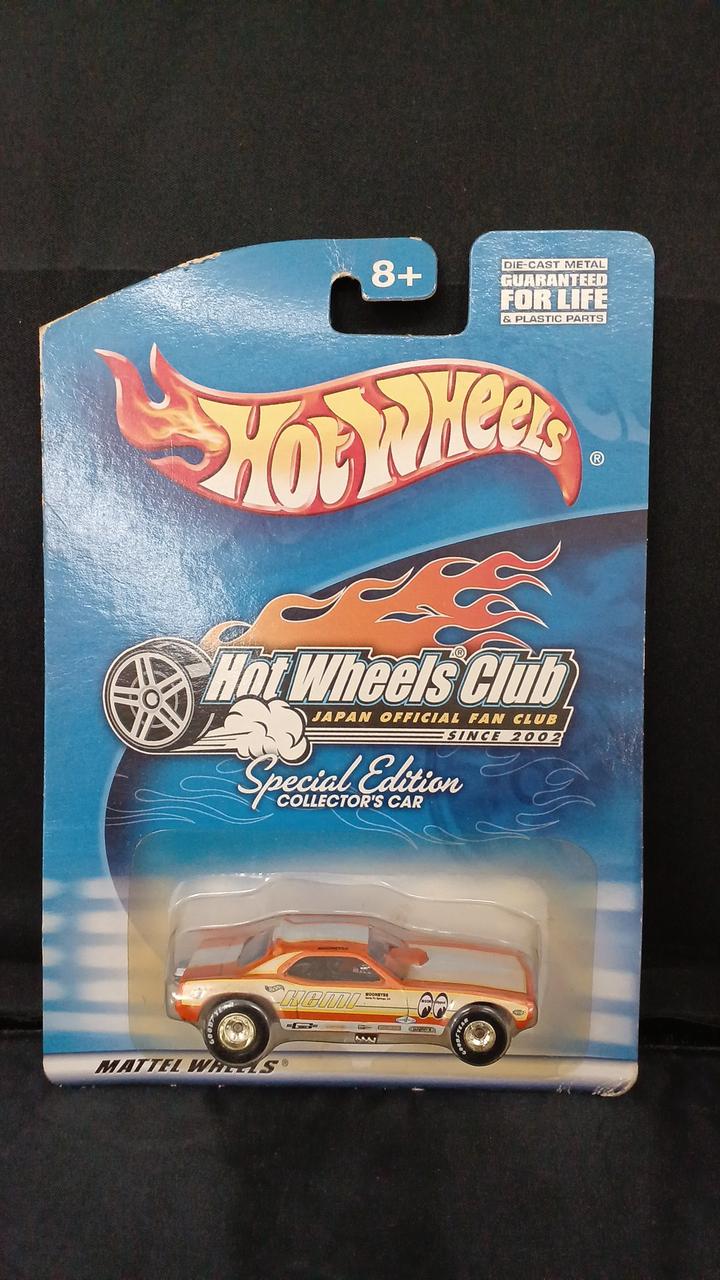 8+
DIE-CAST METAL
GUARANTEED
FOR LIFE
& PLASTIC PARTS
Hot Wheels ®
Hot Wheels® Club
JAPAN OFFICIAL FAN CLUB
SINCE 2002
Special Edition
COLLECTOR'S CAR
HEMI
MOONEYES
MOON
GOODYEAR
MATTEL WHEELS®